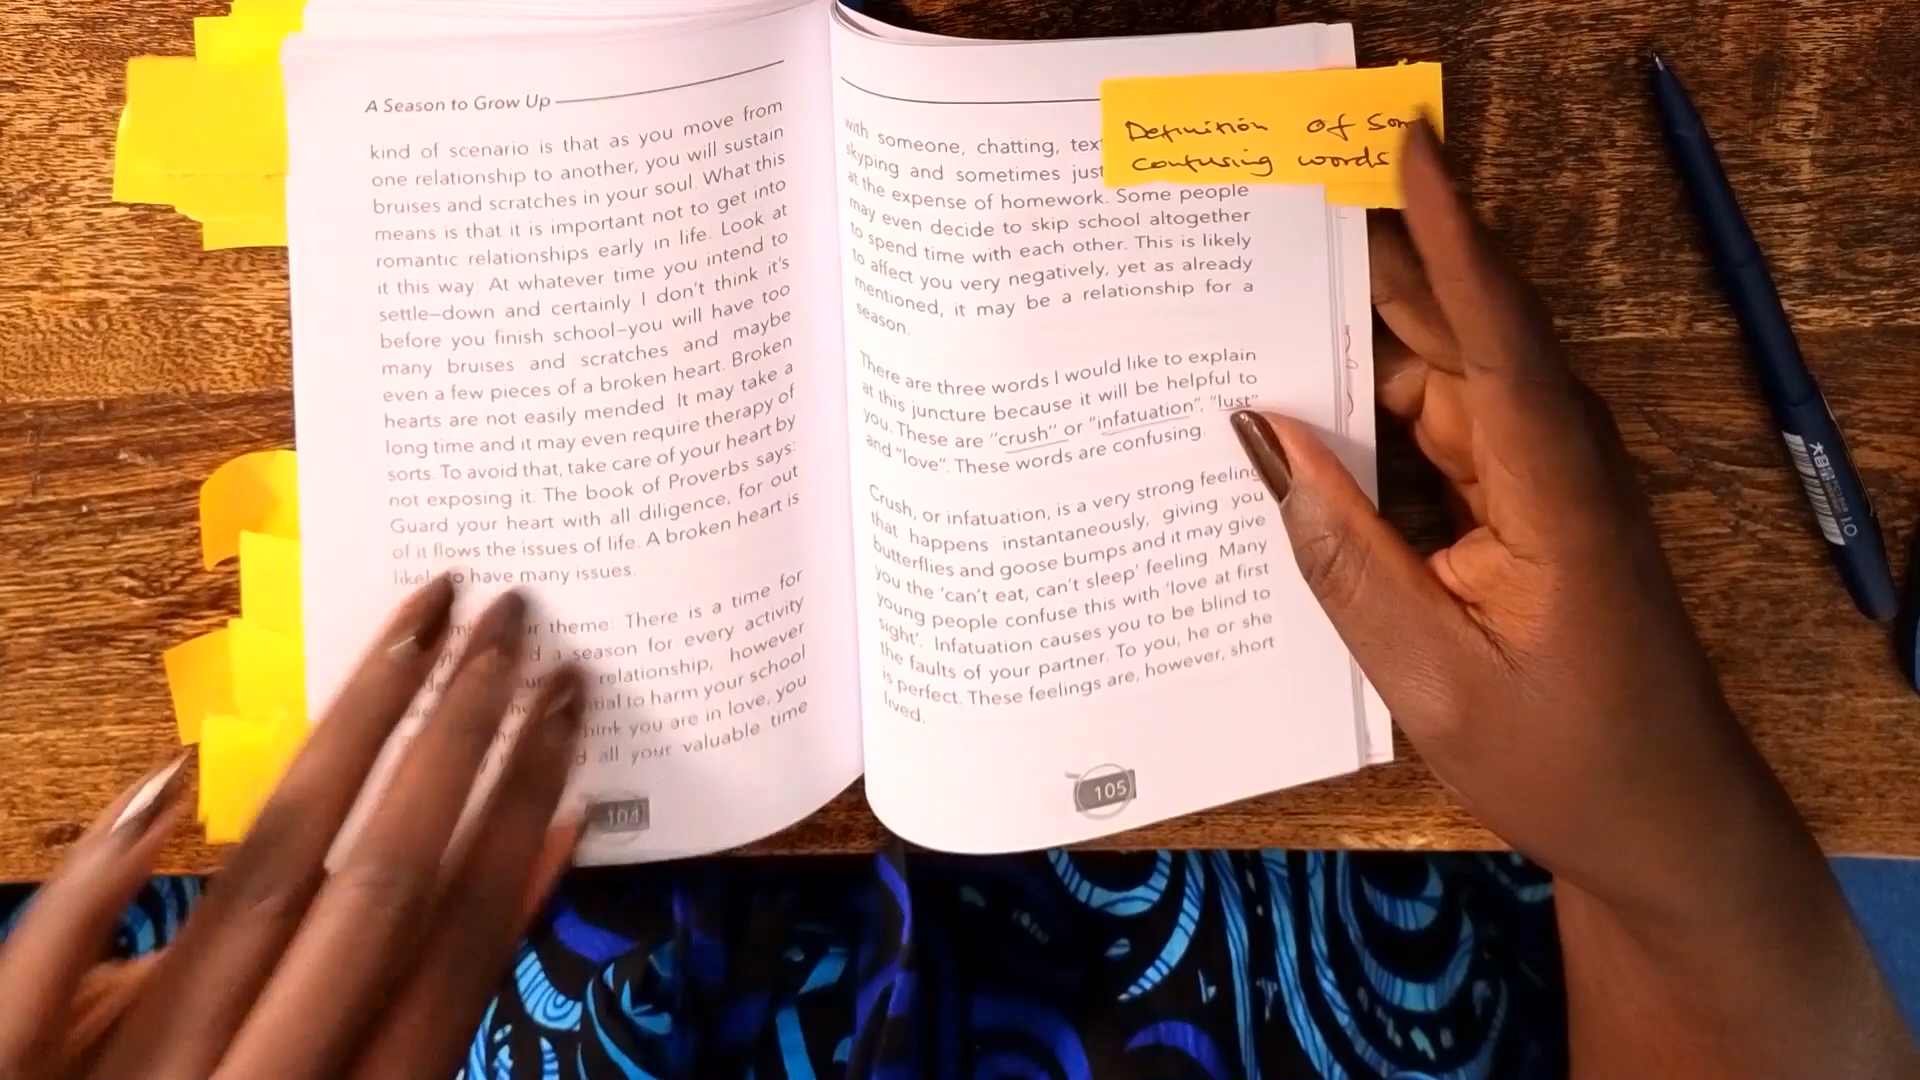 A Season to Grow Up
kind of scenario is that as you move from
one relationship to another, you will sustain
bruises and scratches in your soul. What this
means is that it is important not to get into
romantic relationships early in life. Look at
it this way: At whatever time you intend to
settle–down and certainly I don't think it's
before you finish school–you will have too
many bruises and scratches and maybe
even a few pieces of a broken heart. Broken
hearts are not easily mended. It may take a
long time and it may even require therapy of
sorts. To avoid that, take care of your heart by
not exposing it. The book of Proverbs says:
Guard your heart with all diligence, for out
of it flows the issues of life. A broken heart is
likely to have many issues.
theme: There is a time for
a season for every activity
relationship, however
to harm your school
think you are in love, you
all your valuable time
104
Definition of Some
confusing words
with someone, chatting,
skyping and sometimes just
at the expense of homework. Some people
may even decide to skip school altogether
to spend time with each other. This is likely
to affect you very negatively, yet as already
mentioned, it may be a relationship for a
season.
There are three words I would like to explain
at this juncture because it will be helpful to
you. These are "crush" or "infatuation", "lust"
and "love". These words are confusing.
Crush, or infatuation, is a very strong feeling
that happens instantaneously, giving you
butterflies and goose bumps and it may give
you the 'can't eat, can't sleep' feeling. Many
young people confuse this with 'love at first
sight'. Infatuation causes you to be blind to
the faults of your partner. To you, he or she
is perfect. These feelings are, however, short
lived.
105
1.0